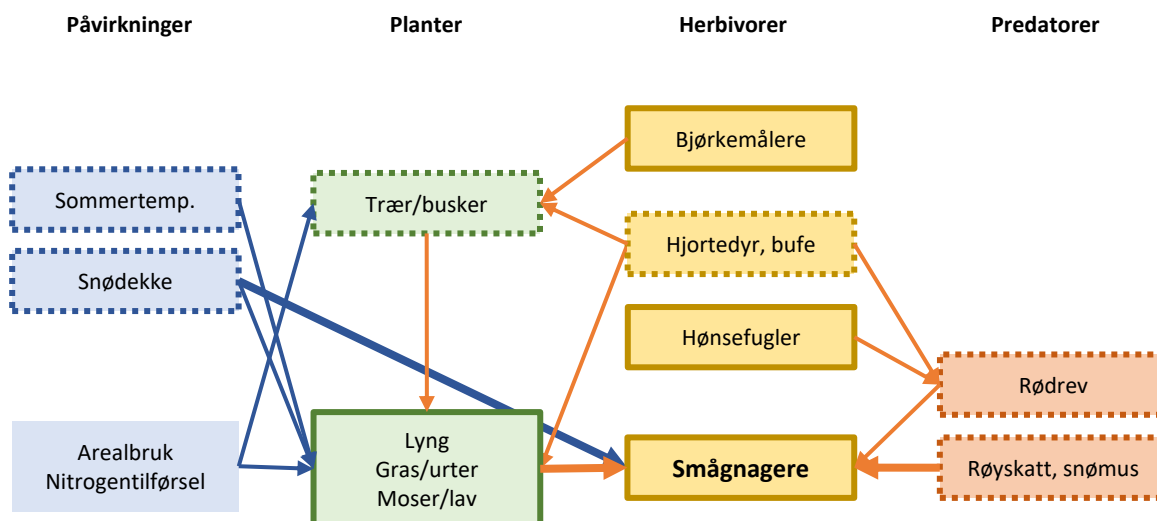 Påvirkninger
Planter
Herbivorer
Predatorer
Bjørkemålere
Sommertemp.
Trær/busker
Hjortedyr, bufe
Snødekke
Hønsefugler
Rødrev
Arealbruk
Nitrogentilførsel
Lyng
Gras/urter
Moser/lav
Smågnagere
Røyskatt, snømus